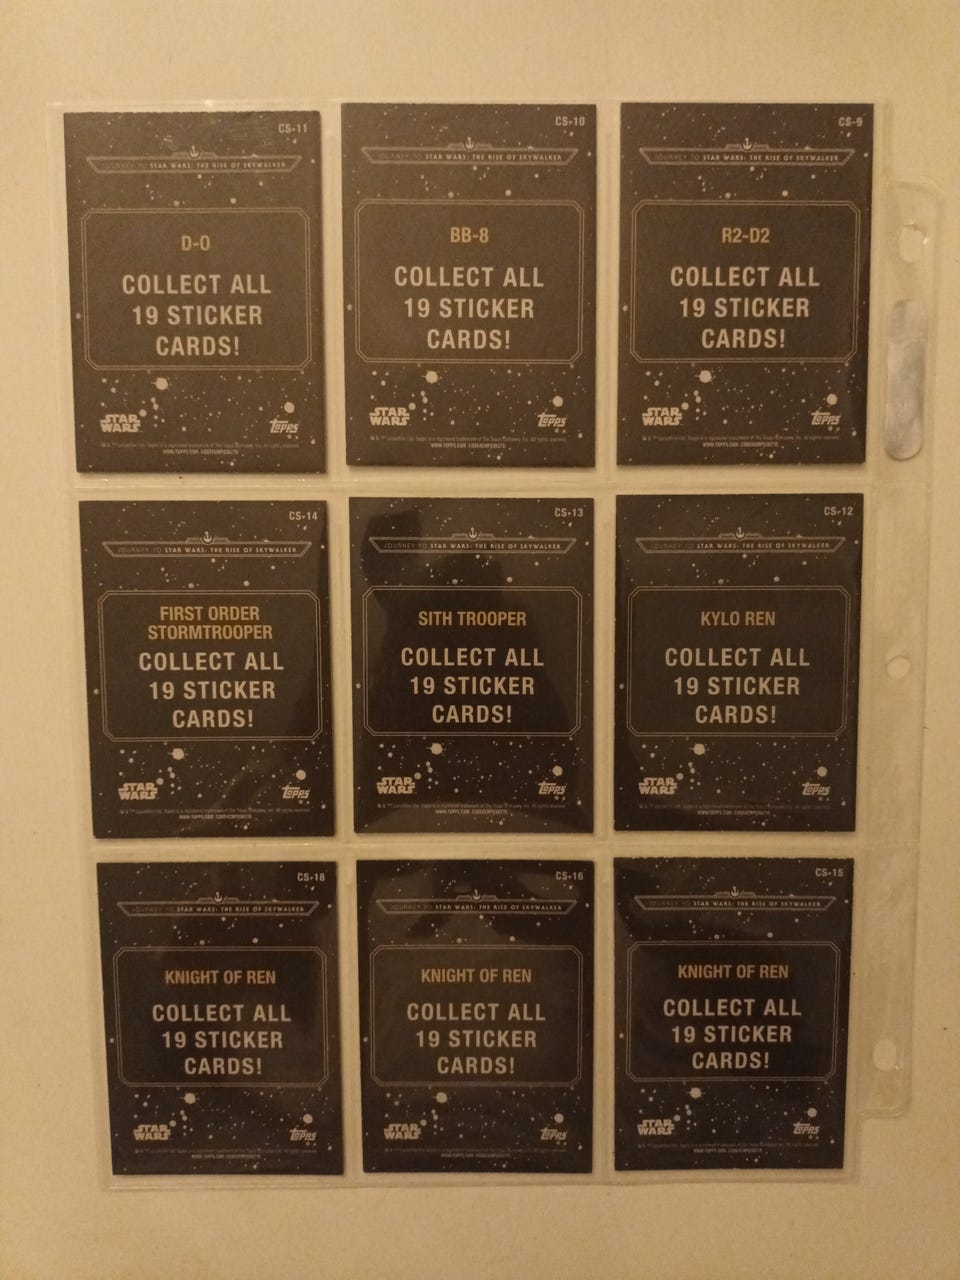 CS-11
JOURNEY TO STAR WARS: THE RISE OF SKYWALKER
D-O
COLLECT ALL
19 STICKER
CARDS!
STAR
WARS
Topps
CS-10
JOURNEY TO STAR WARS: THE RISE OF SKYWALKER
BB-8
COLLECT ALL
19 STICKER
CARDS!
STAR
WARS
Topps
CS-9
JOURNEY TO STAR WARS: THE RISE OF SKYWALKER
R2-D2
COLLECT ALL
19 STICKER
CARDS!
STAR
WARS
Topps
CS-14
JOURNEY TO STAR WARS: THE RISE OF SKYWALKER
FIRST ORDER
STORMTROOPER
COLLECT ALL
19 STICKER
CARDS!
STAR
WARS
Topps
CS-13
JOURNEY TO STAR WARS: THE RISE OF SKYWALKER
SITH TROOPER
COLLECT ALL
19 STICKER
CARDS!
STAR
WARS
Topps
CS-12
JOURNEY TO STAR WARS: THE RISE OF SKYWALKER
KYLO REN
COLLECT ALL
19 STICKER
CARDS!
STAR
WARS
Topps
CS-18
JOURNEY TO STAR WARS: THE RISE OF SKYWALKER
KNIGHT OF REN
COLLECT ALL
19 STICKER
CARDS!
STAR
WARS
Topps
CS-16
JOURNEY TO STAR WARS: THE RISE OF SKYWALKER
KNIGHT OF REN
COLLECT ALL
19 STICKER
CARDS!
STAR
WARS
Topps
CS-15
JOURNEY TO STAR WARS: THE RISE OF SKYWALKER
KNIGHT OF REN
COLLECT ALL
19 STICKER
CARDS!
STAR
WARS
Topps